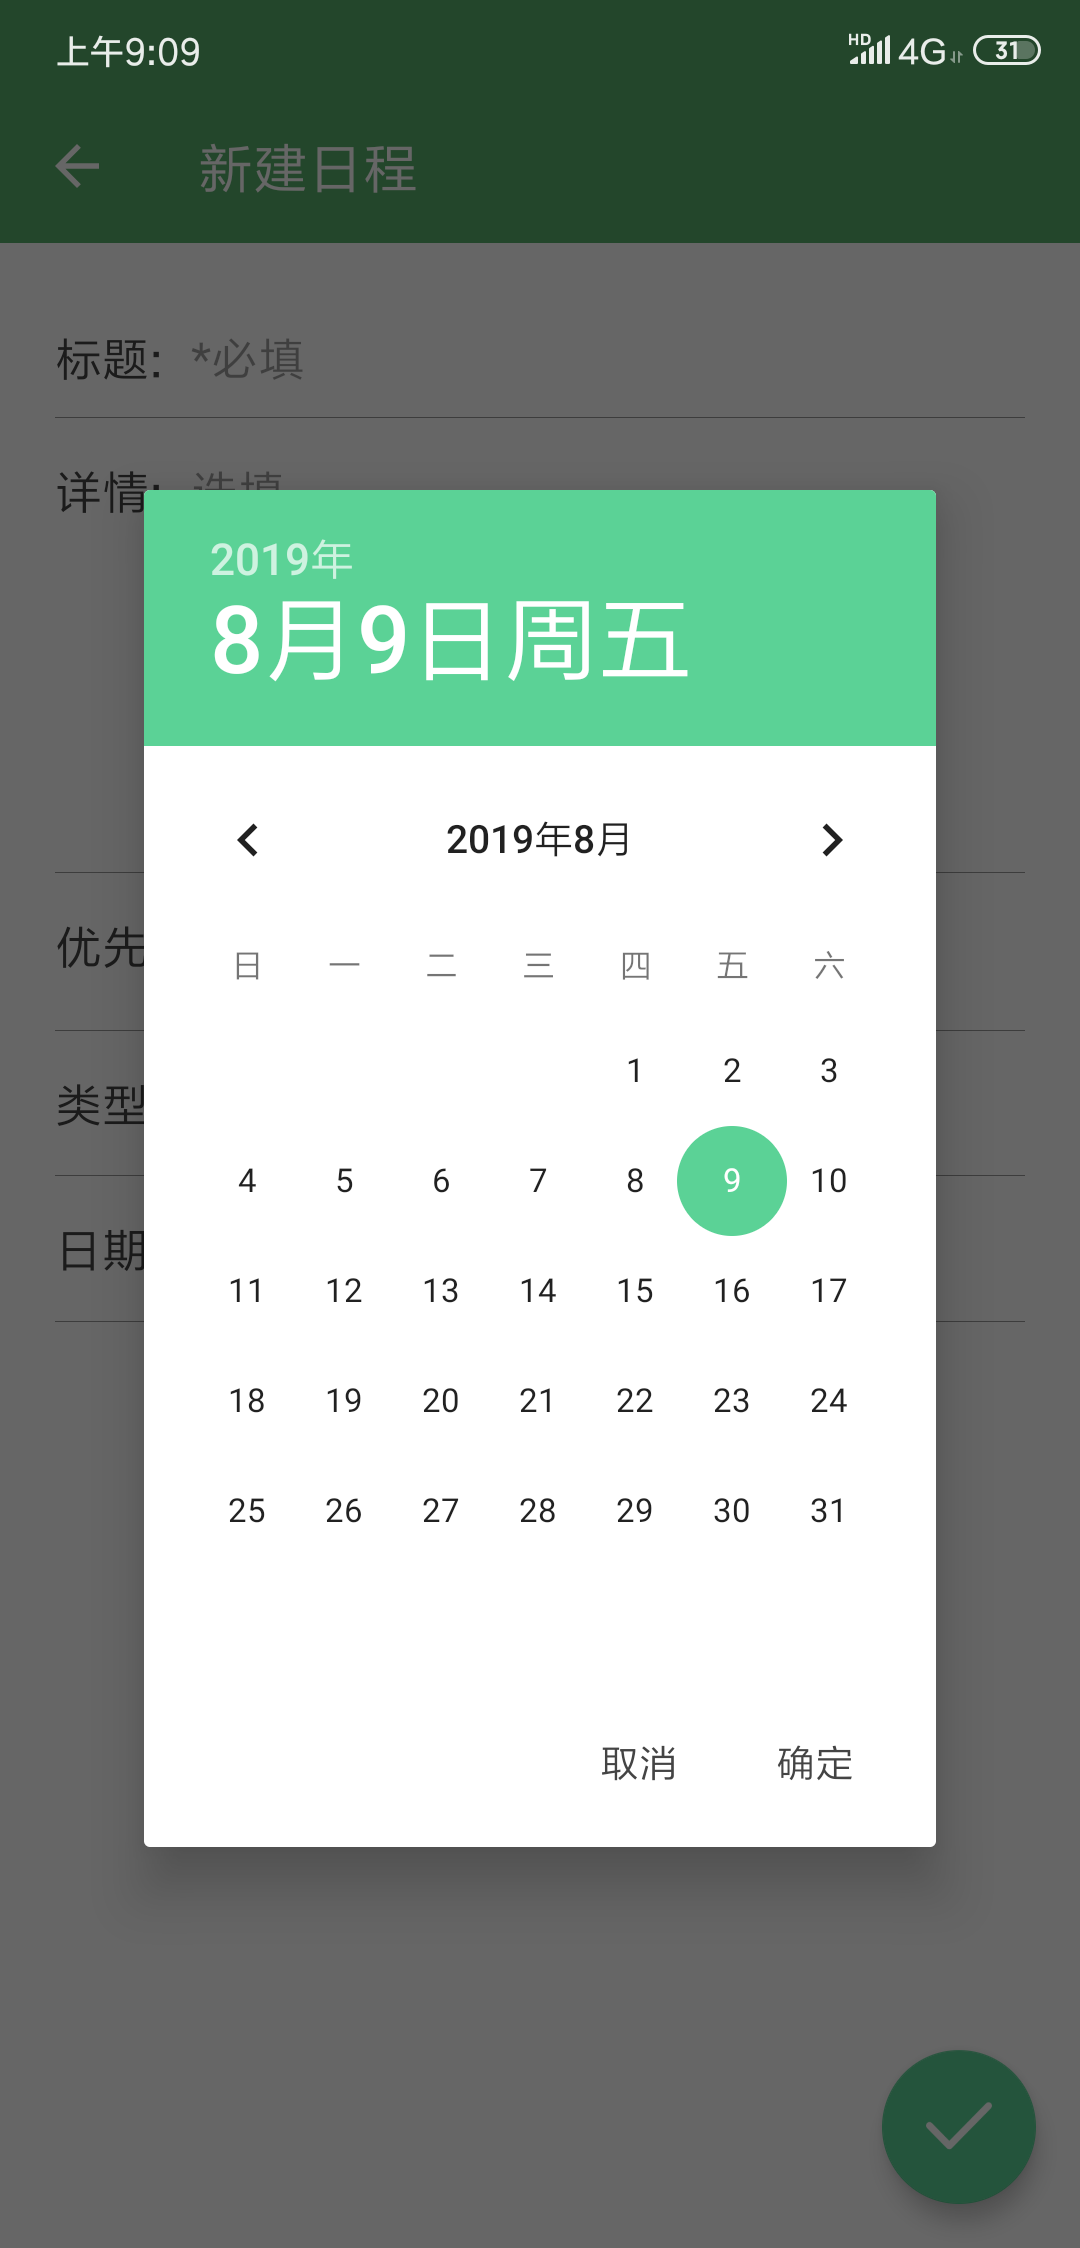 上午9:09 HD 4G 31
新建日程
标题: *必填
详情: 选填
2019年
8月9日周五
2019年8月
日 一 二 三 四 五 六
1 2 3
4 5 6 7 8 9 10
11 12 13 14 15 16 17
18 19 20 21 22 23 24
25 26 27 28 29 30 31
优先
类型
日期
取消 确定